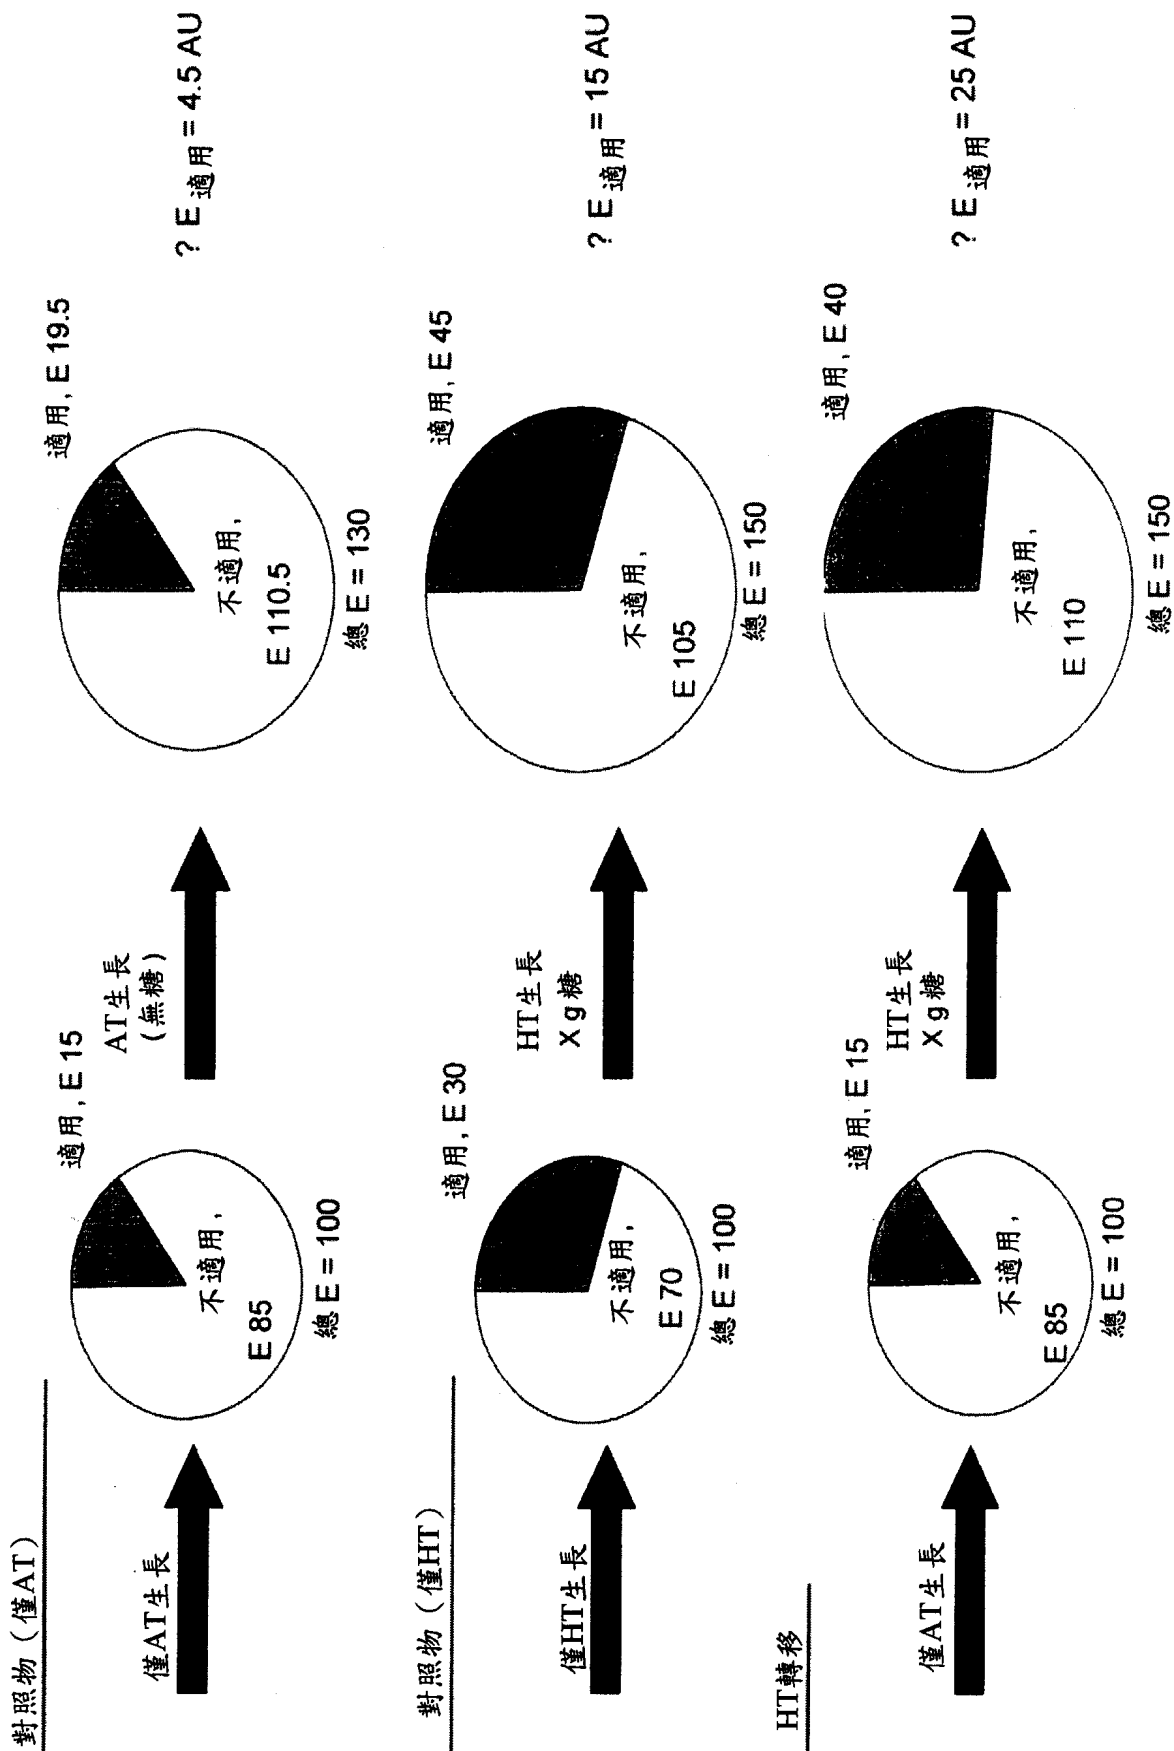 對照物（僅AT）
僅AT生長
適用, E 15
不適用,
E 85
總 E = 100
AT生長
（無糖）
適用, E 19.5
不適用,
E 110.5
總 E = 130
? E適用 = 4.5 AU
對照物（僅HT）
僅HT生長
適用, E 30
不適用,
E 70
總 E = 100
HT生長
X g 糖
適用, E 45
不適用,
E 105
總 E = 150
? E適用 = 15 AU
HT轉移
僅AT生長
適用, E 15
不適用,
E 85
總 E = 100
HT生長
X g 糖
適用, E 40
不適用,
E 110
總 E = 150
? E適用 = 25 AU